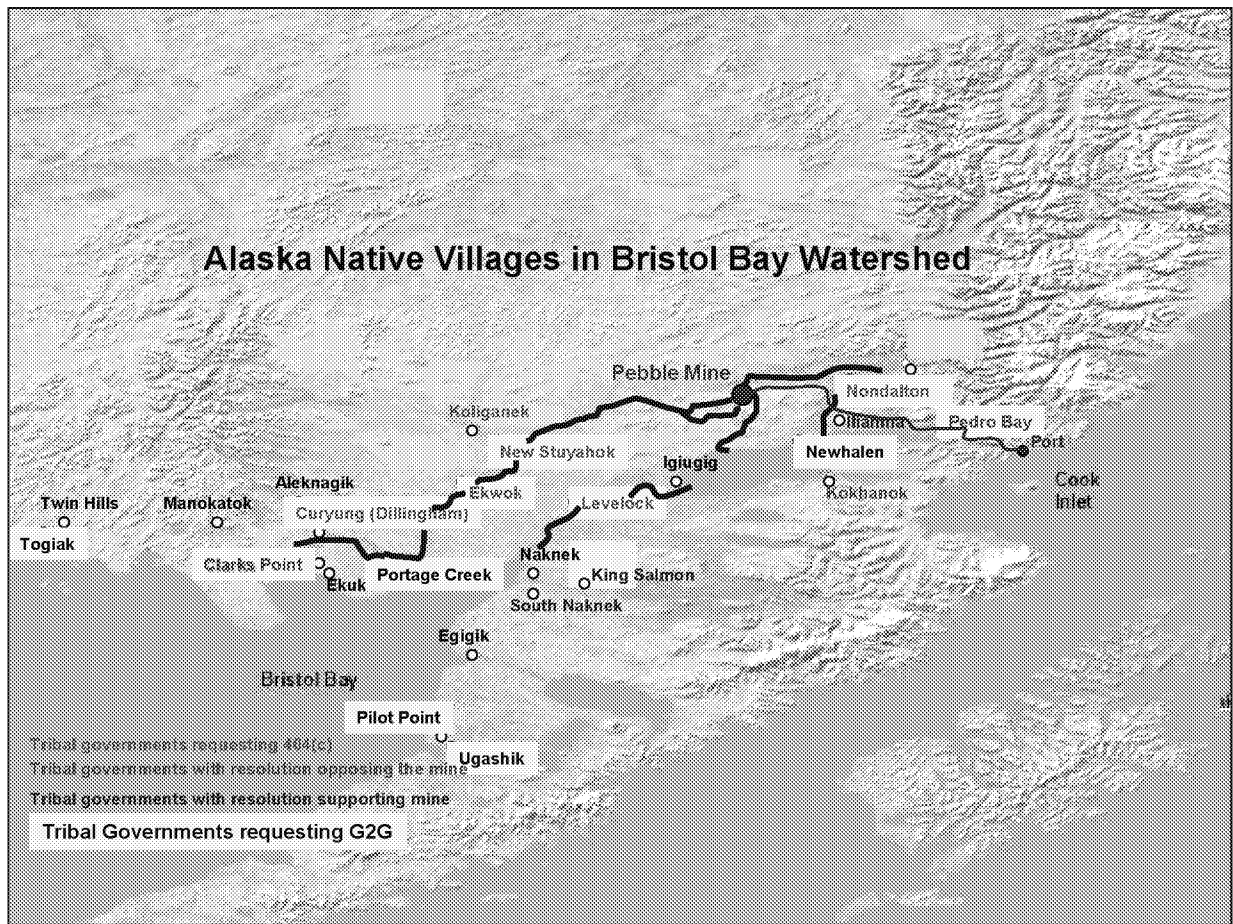 Alaska Native Villages in Bristol Bay Watershed
Pebble Mine
Nondalton
Koliganek
Iliamna
Pedro Bay
Port
New Stuyahok
Newhalen
Igiugig
Cook
Inlet
Aleknagik
Ekwok
Levelock
Kokhanok
Twin Hills
Manokatok
Curyung (Dillingham)
Togiak
Clarks Point
Ekuk
Portage Creek
Naknek
King Salmon
South Naknek
Egigik
Bristol Bay
Pilot Point
Ugashik
Tribal governments requesting 404(c)
Tribal governments with resolution opposing the mine
Tribal governments with resolution supporting mine
Tribal Governments requesting G2G